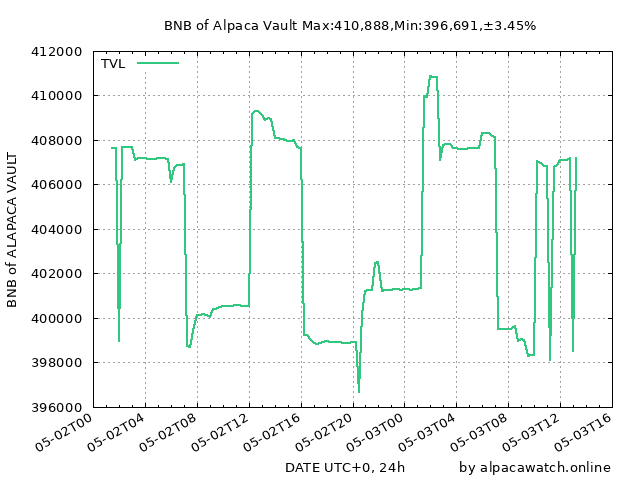 BNB of Alpaca Vault Max:410,888,Min:396,691,±3.45%
412000
TVL
410000
408000
406000
404000
402000
400000
398000
396000
BNB of ALAPACA VAULT
05-02T00
05-02T04
05-02T08
05-02T12
05-02T16
05-02T20
05-03T00
05-03T04
05-03T08
05-03T12
05-03T16
DATE UTC+0, 24h
by alpacawatch.online